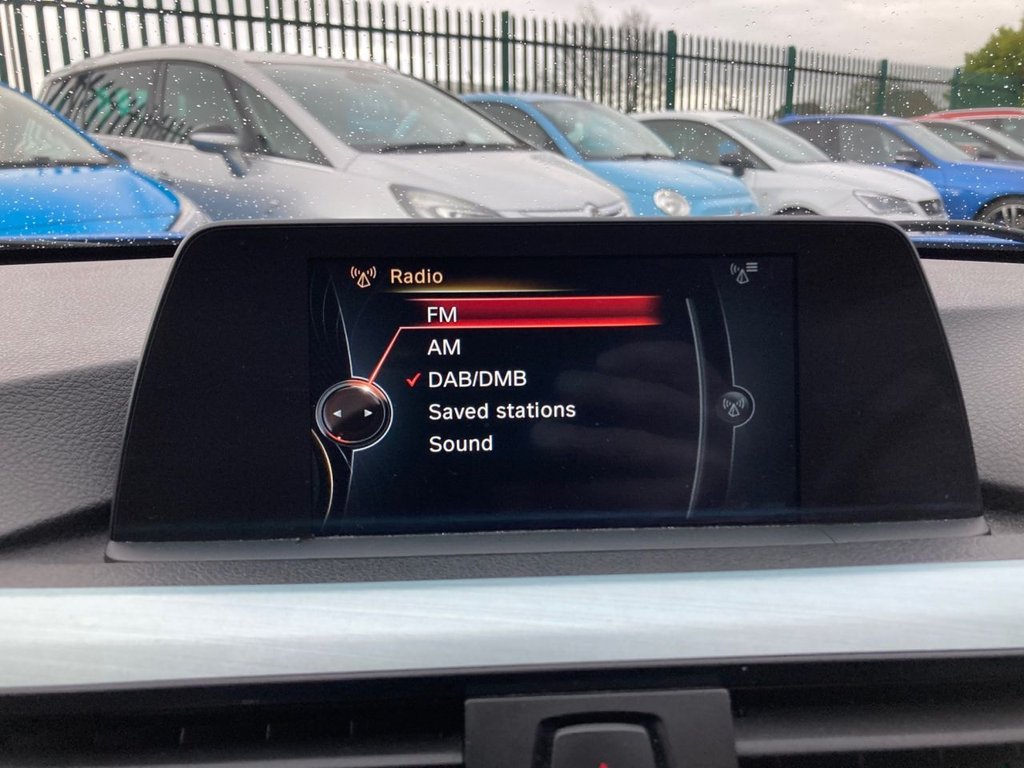 Radio
FM
AM
DAB/DMB
Saved stations
Sound